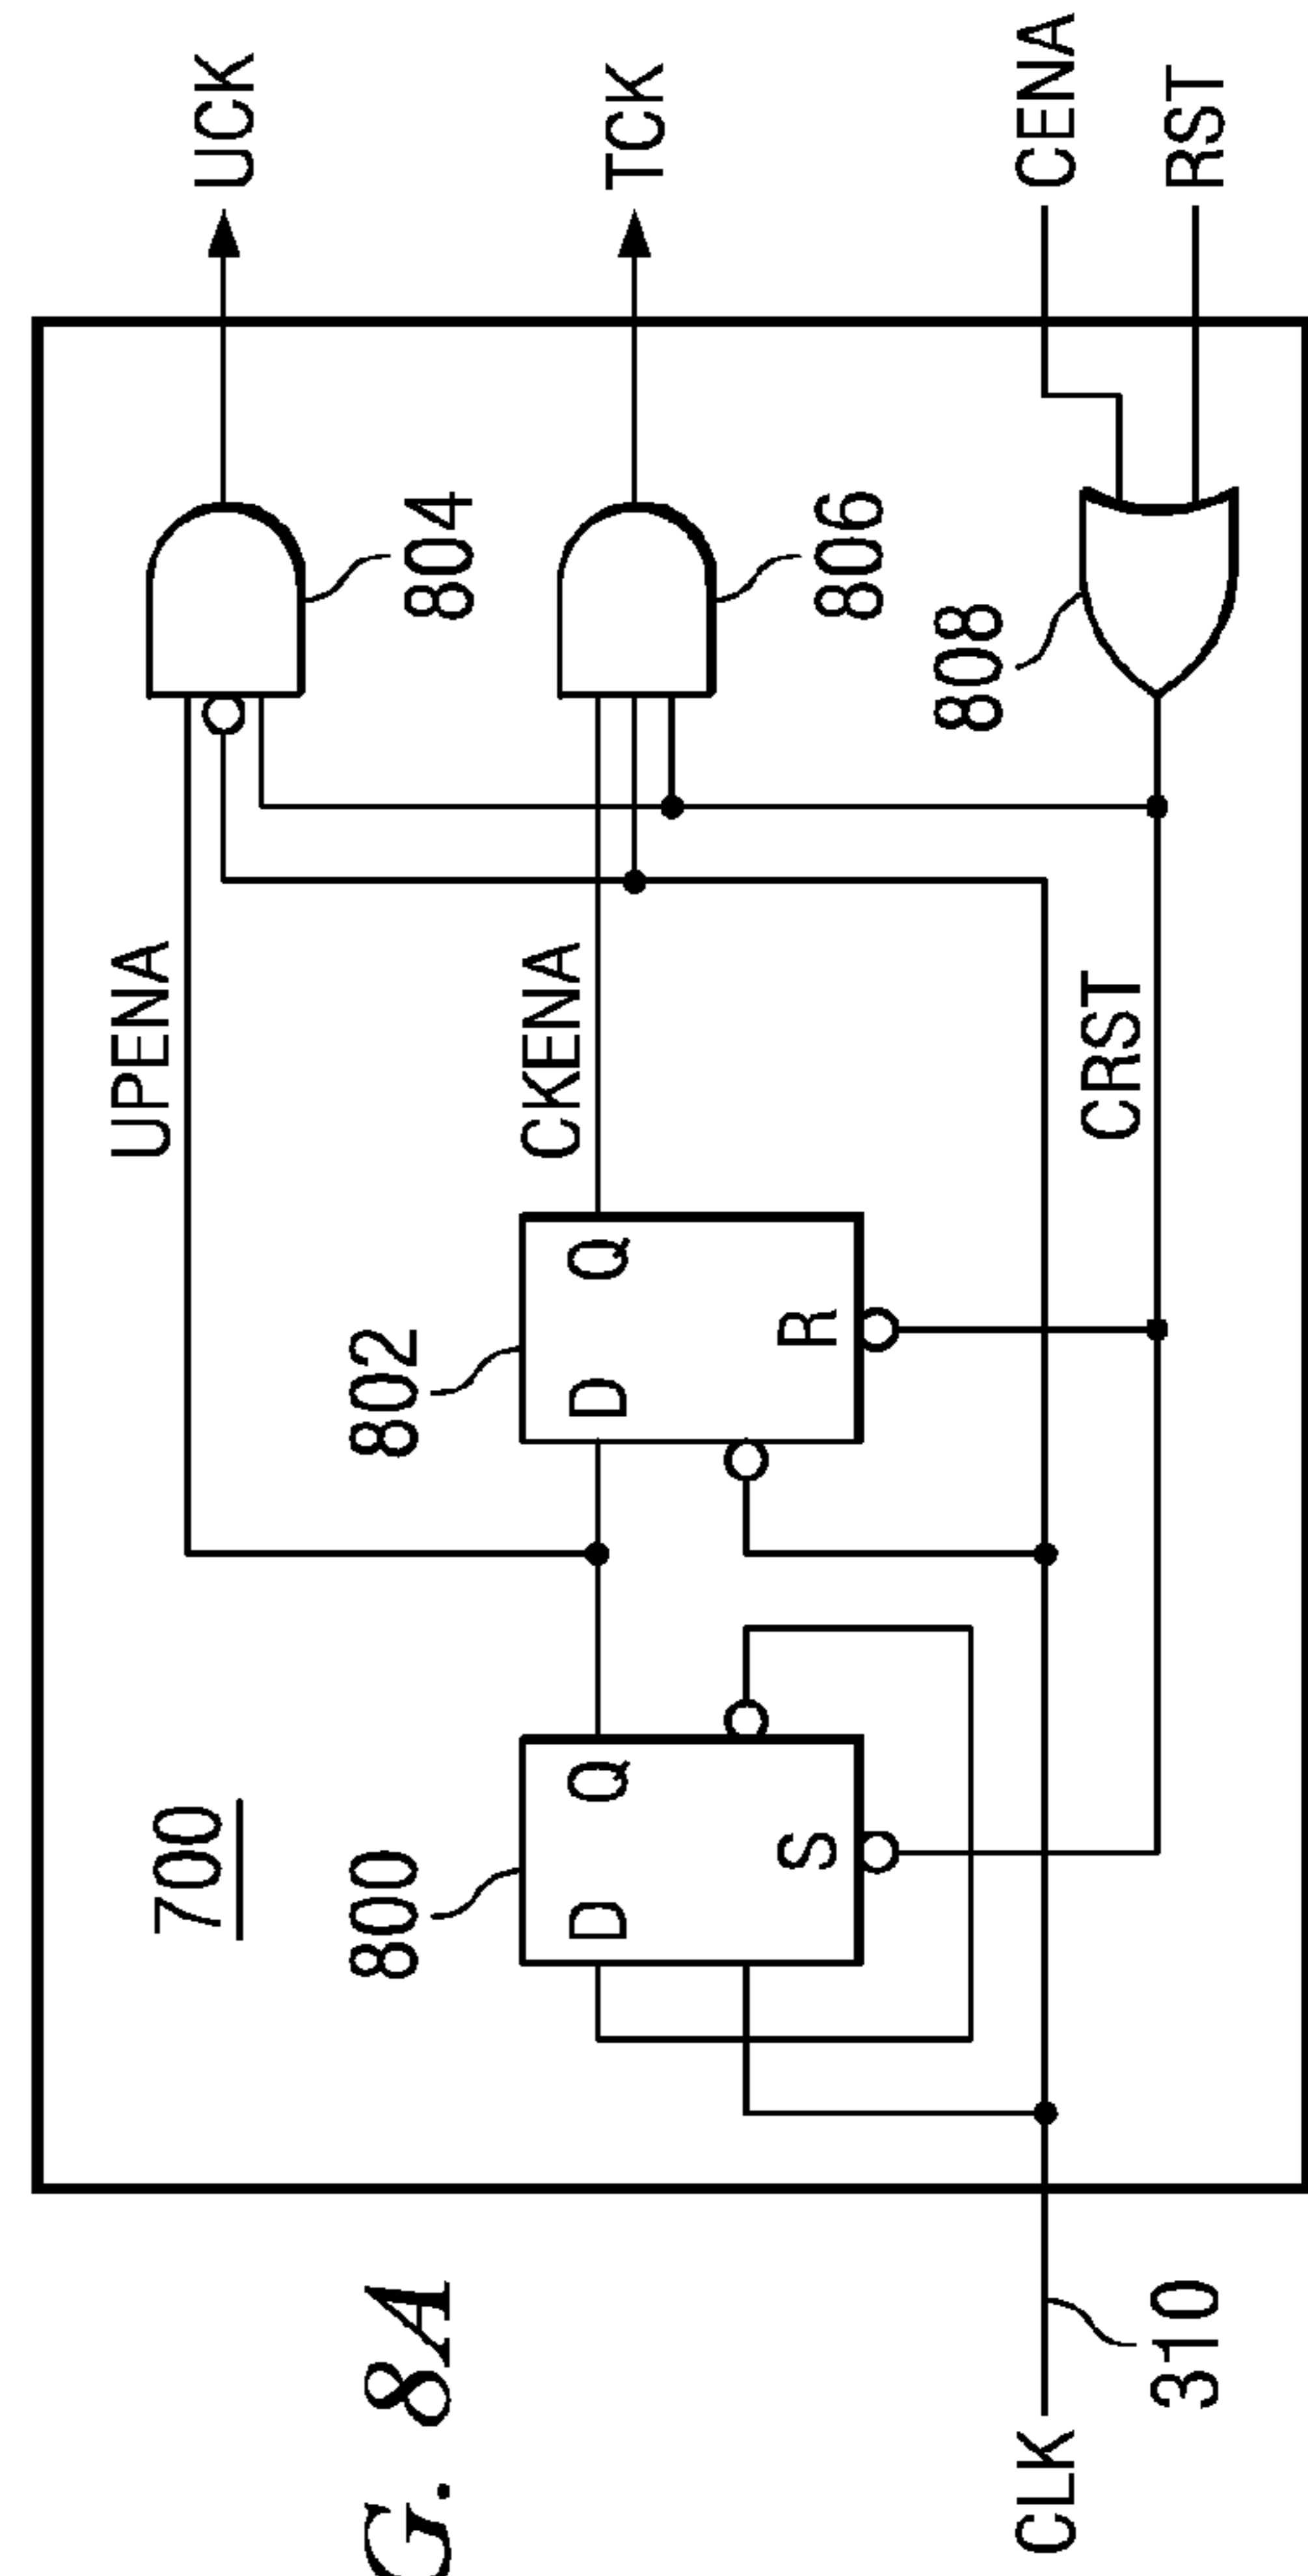 G. 8A
700
UPENA
UCK
804
800
D
Q
S
802
D
Q
R
CKENA
TCK
806
808
CLK
310
CRST
CENA
RST